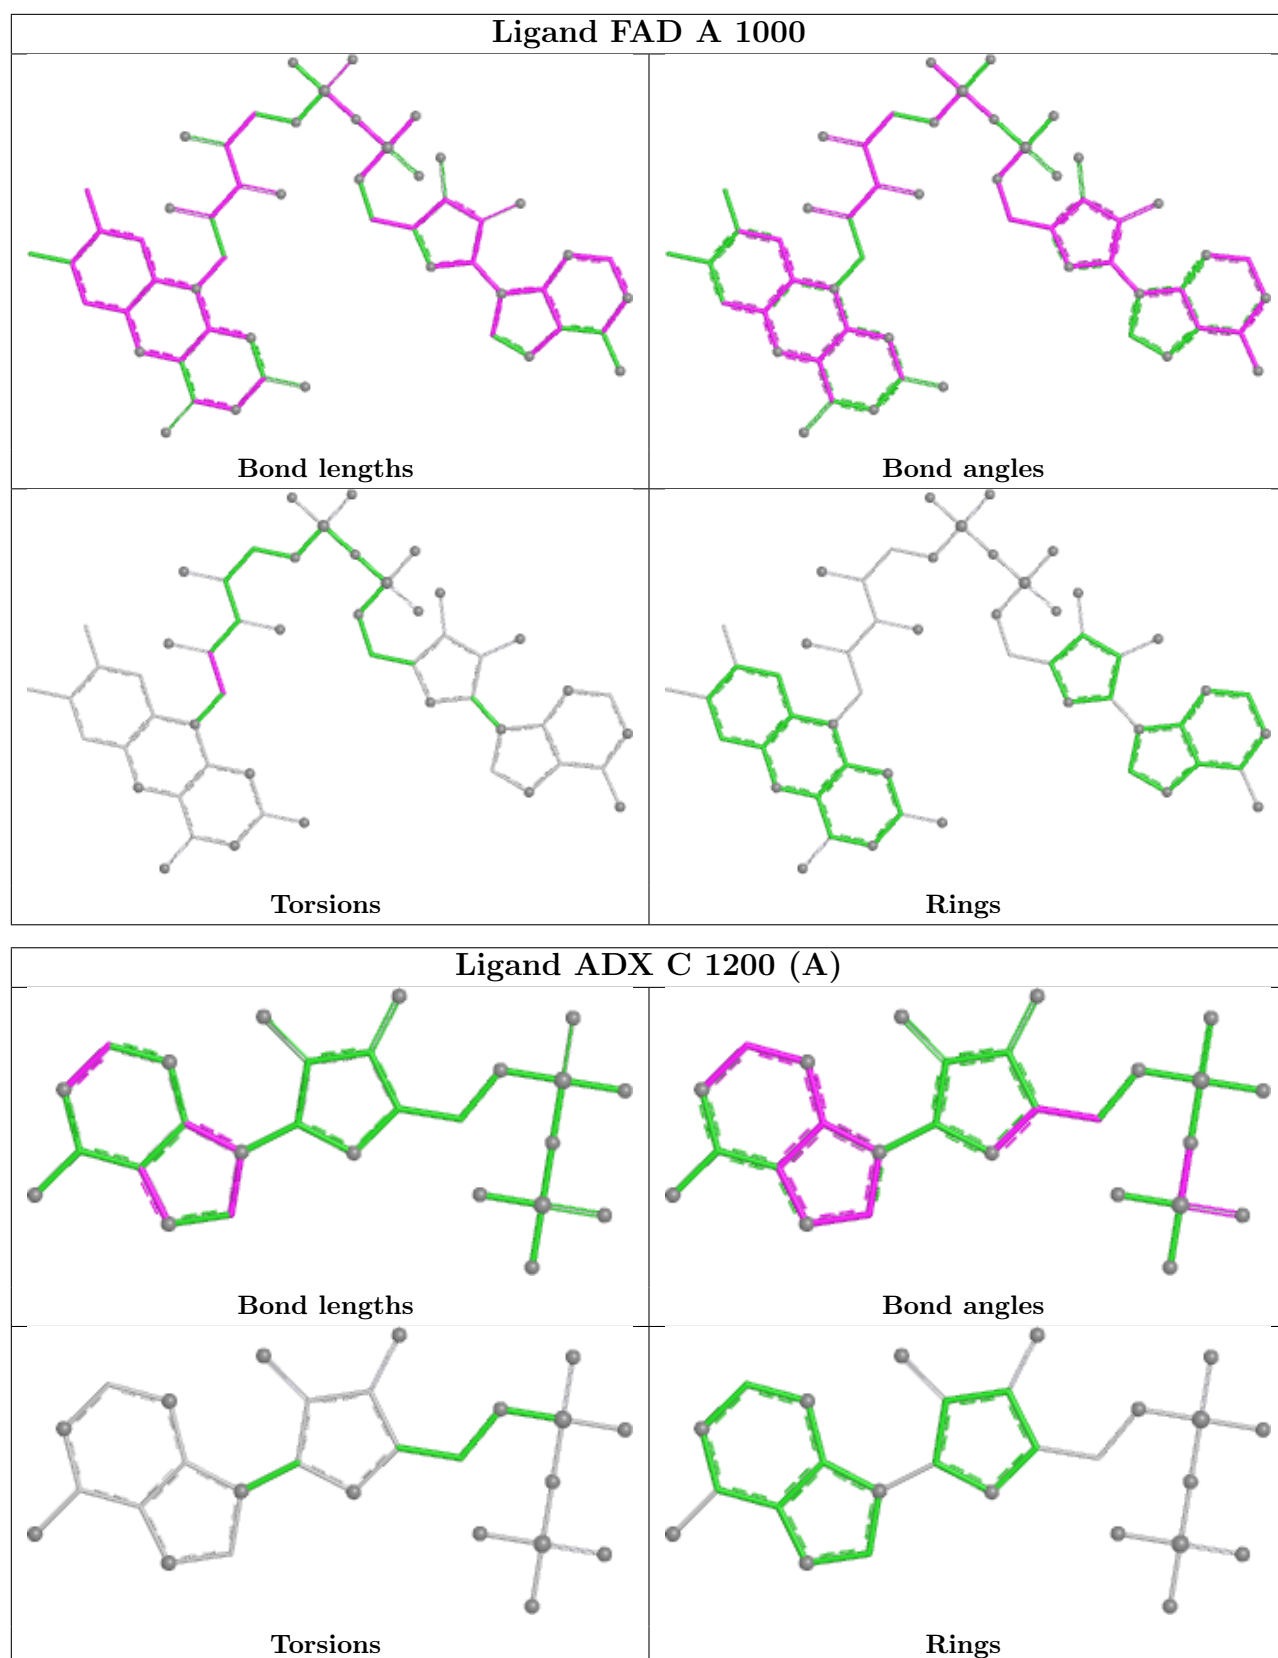 Ligand FAD A 1000
Bond lengths
Bond angles
Torsions
Rings
Ligand ADX C 1200 (A)
Bond lengths
Bond angles
Torsions
Rings